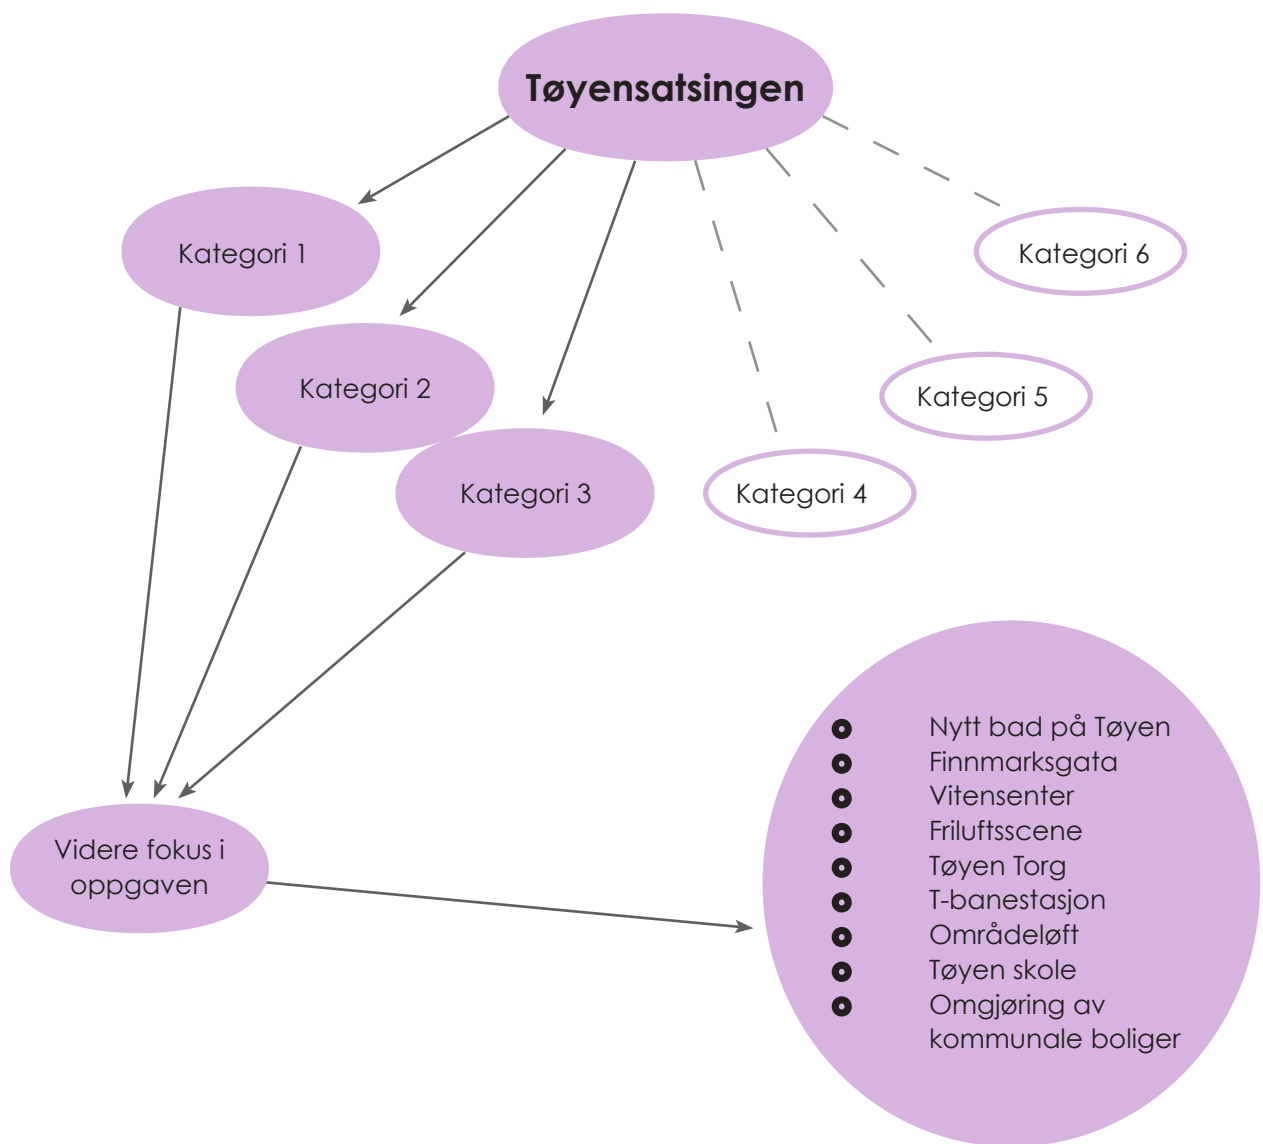 Tøyensatsingen
Kategori 1
Kategori 6
Kategori 2
Kategori 5
Kategori 3
Kategori 4
Videre fokus i
oppgaven
Nytt bad på Tøyen
Finnmarksgata
Vitensenter
Friluftsscene
Tøyen Torg
T-banestasjon
Områdeløft
Tøyen skole
Omgjøring av
kommunale boliger